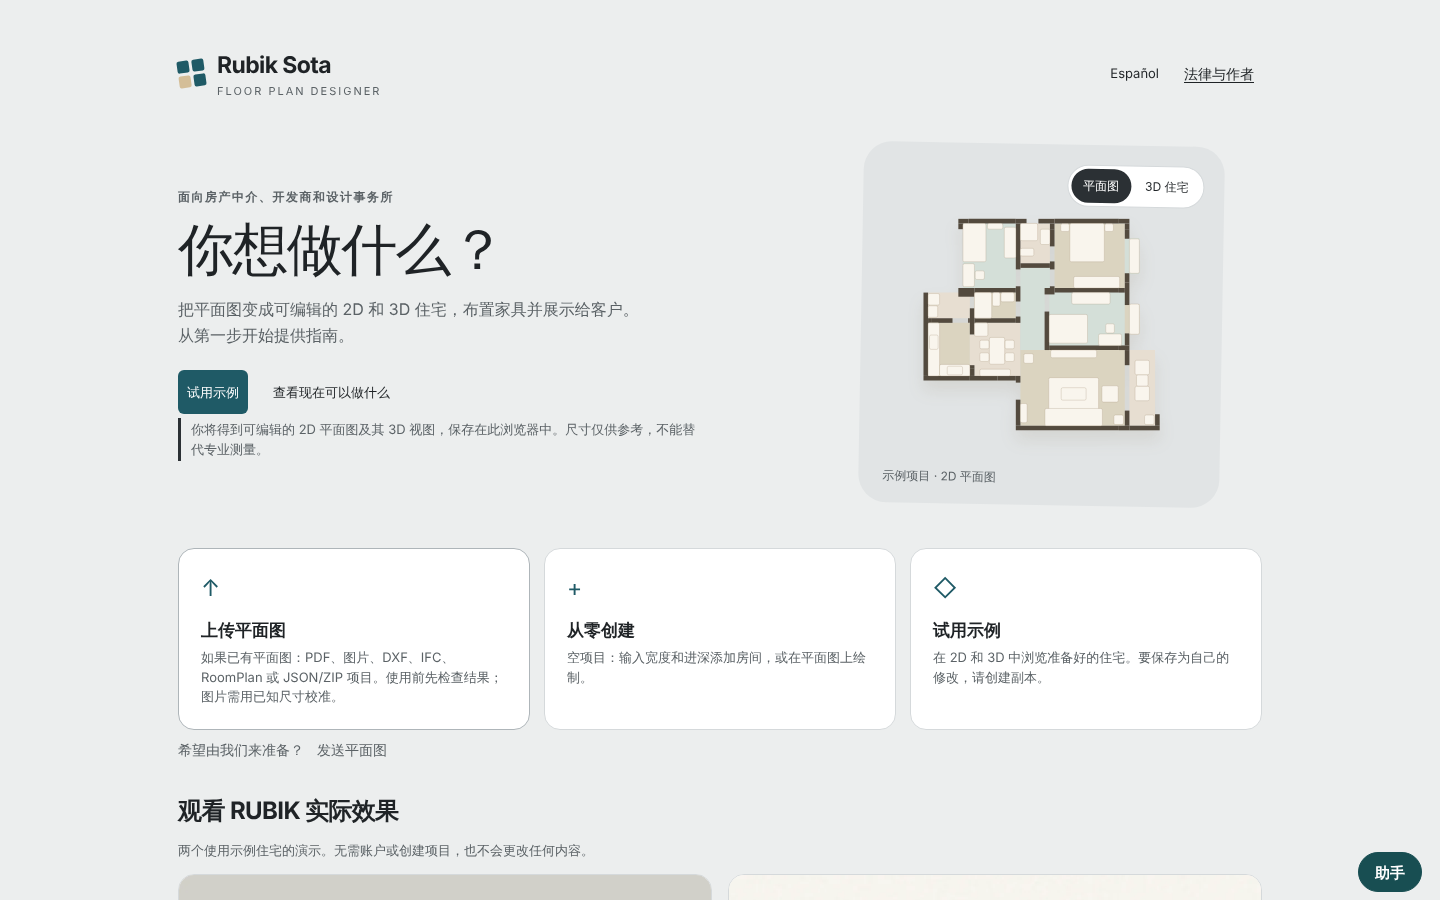 Rubik Sota
FLOOR PLAN DESIGNER
Español
法律与作者
面向房产中介、开发商和设计事务所
你想做什么？
把平面图变成可编辑的 2D 和 3D 住宅，布置家具并展示给客户。
从第一步开始提供指南。
试用示例
查看现在可以做什么
你将得到可编辑的 2D 平面图及其 3D 视图，保存在此浏览器中。尺寸仅供参考，不能替
代专业测量。
平面图
3D 住宅
示例项目 · 2D 平面图
上传平面图
如果已有平面图：PDF、图片、DXF、IFC、
RoomPlan 或 JSON/ZIP 项目。使用前先检查结果；
图片需用已知尺寸校准。
从零创建
空项目：输入宽度和进深添加房间，或在平面图上绘
制。
试用示例
在 2D 和 3D 中浏览准备好的住宅。要保存为自己的
修改，请创建副本。
希望由我们来准备？
发送平面图
观看 RUBIK 实际效果
两个使用示例住宅的演示。无需账户或创建项目，也不会更改任何内容。
助手